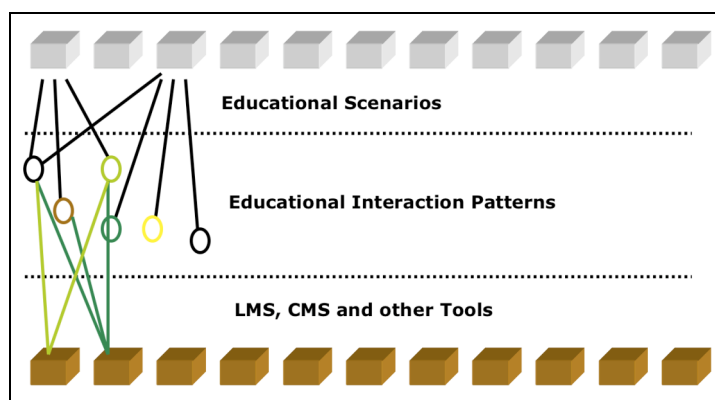 Educational Scenarios
Educational Interaction Patterns
LMS, CMS and other Tools